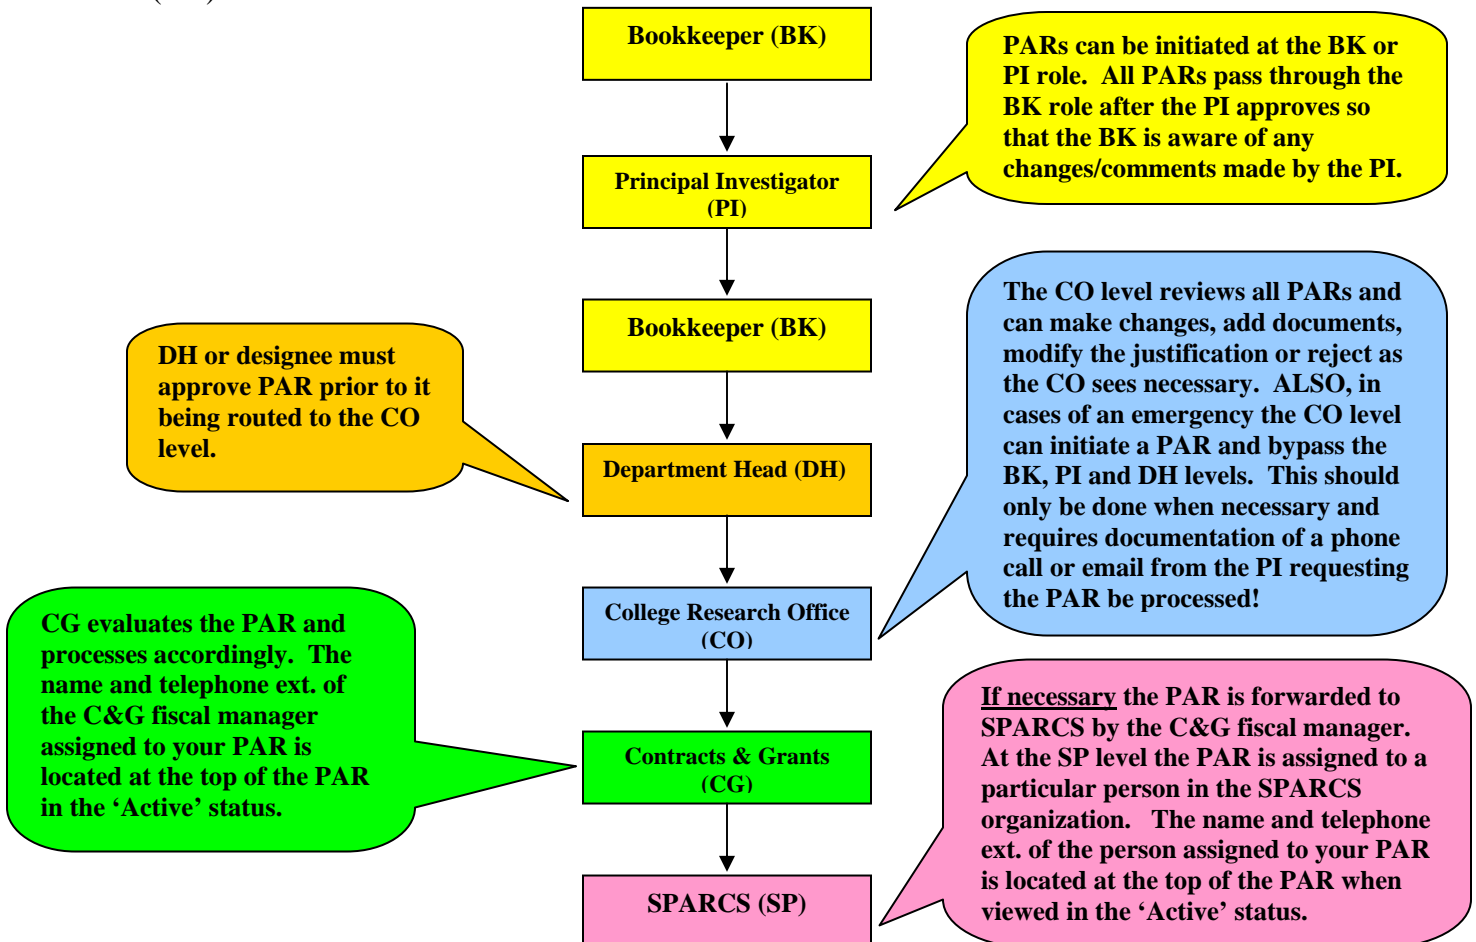 Bookkeeper (BK)
PARs can be initiated at the BK or
PI role.  All PARs pass through the
BK role after the PI approves so
that the BK is aware of any
changes/comments made by the PI.
Principal Investigator
(PI)
Bookkeeper (BK)
DH or designee must
approve PAR prior to it
being routed to the CO
level.
Department Head (DH)
The CO level reviews all PARs and
can make changes, add documents,
modify the justification or reject as
the CO sees necessary.  ALSO, in
cases of an emergency the CO level
can initiate a PAR and bypass the
BK, PI and DH levels.  This should
only be done when necessary and
requires documentation of a phone
call or email from the PI requesting
the PAR be processed!
College Research Office
(CO)
CG evaluates the PAR and
processes accordingly.  The
name and telephone ext. of
the C&G fiscal manager
assigned to your PAR is
located at the top of the PAR
in the ‘Active’ status.
Contracts & Grants
(CG)
If necessary the PAR is forwarded to
SPARCS by the C&G fiscal manager.
At the SP level the PAR is assigned to a
particular person in the SPARCS
organization.   The name and telephone
ext. of the person assigned to your PAR
is located at the top of the PAR when
viewed in the ‘Active’ status.
SPARCS (SP)